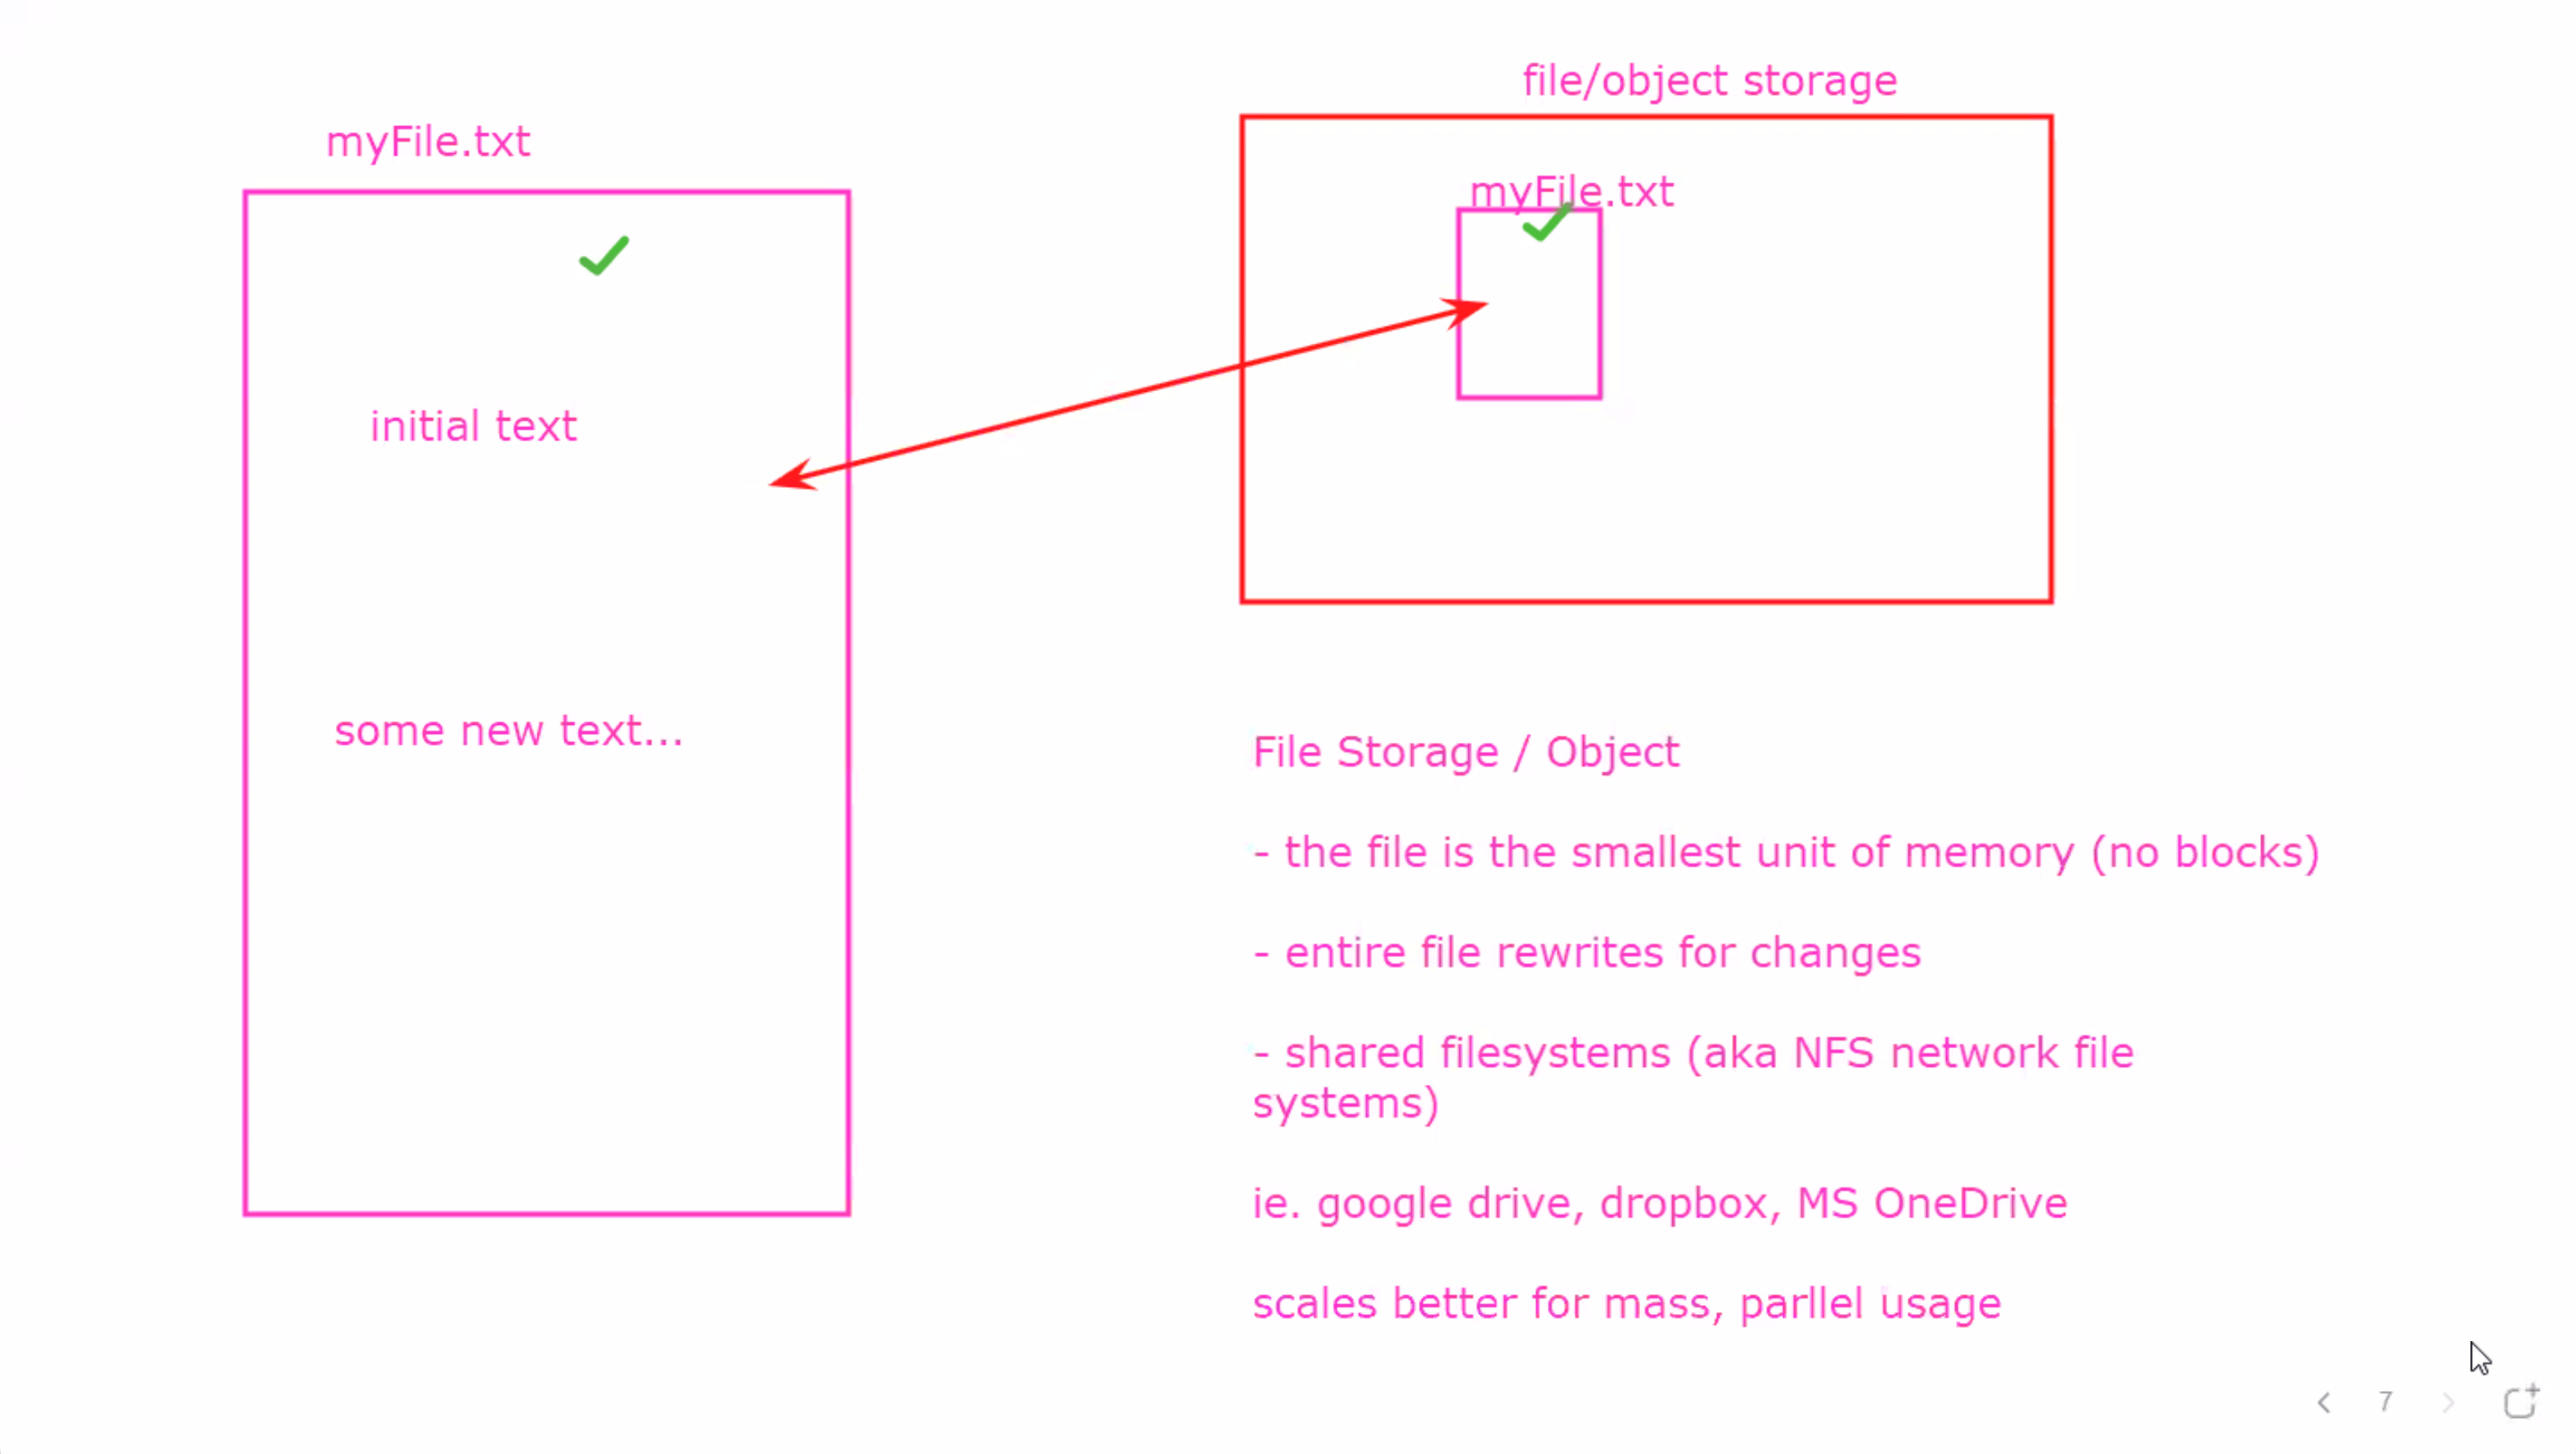 myFile.txt
initial text
some new text...
file/object storage
myFile.txt
File Storage / Object
- the file is the smallest unit of memory (no blocks)
- entire file rewrites for changes
- shared filesystems (aka NFS network file
systems)
ie. google drive, dropbox, MS OneDrive
scales better for mass, parllel usage
7